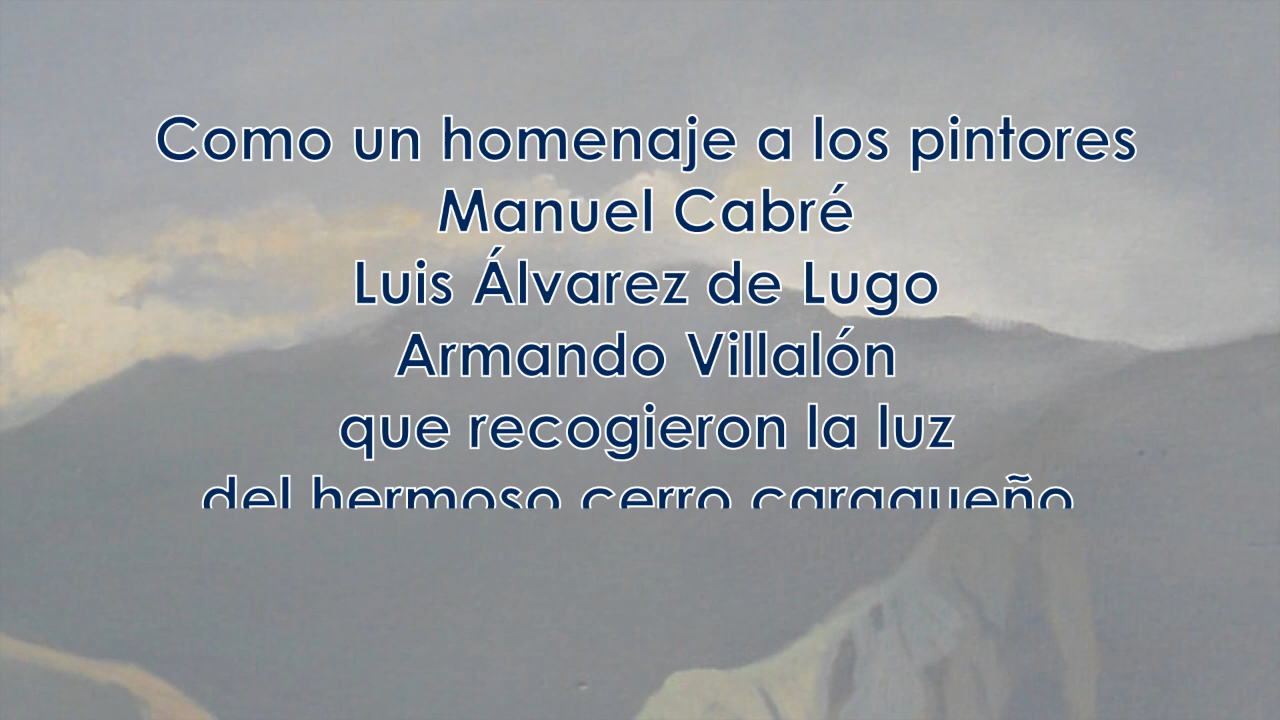 Como un homenaje a los pintores
Manuel Cabré
Luis Álvarez de Lugo
Armando Villalón
que recogieron la luz
del hermoso cerro caraqueño